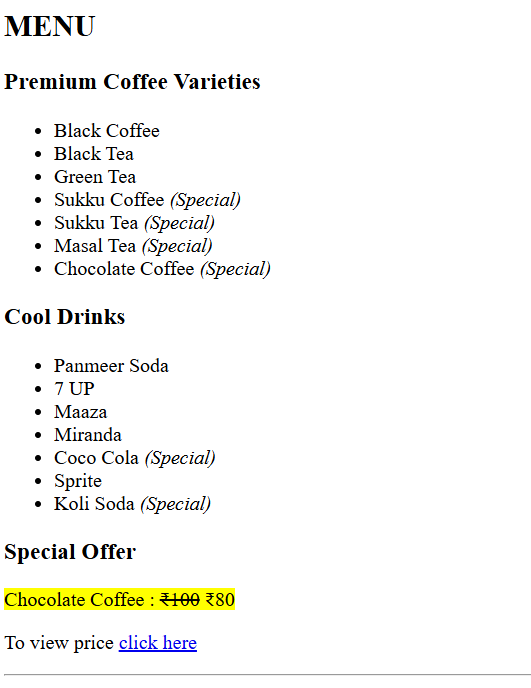 MENU
Premium Coffee Varieties
Black Coffee
Black Tea
Green Tea
Sukku Coffee (Special)
Sukku Tea (Special)
Masal Tea (Special)
Chocolate Coffee (Special)
Cool Drinks
Panmeer Soda
7 UP
Maaza
Miranda
Coco Cola (Special)
Sprite
Koli Soda (Special)
Special Offer
Chocolate Coffee : ₹100 ₹80
To view price click here